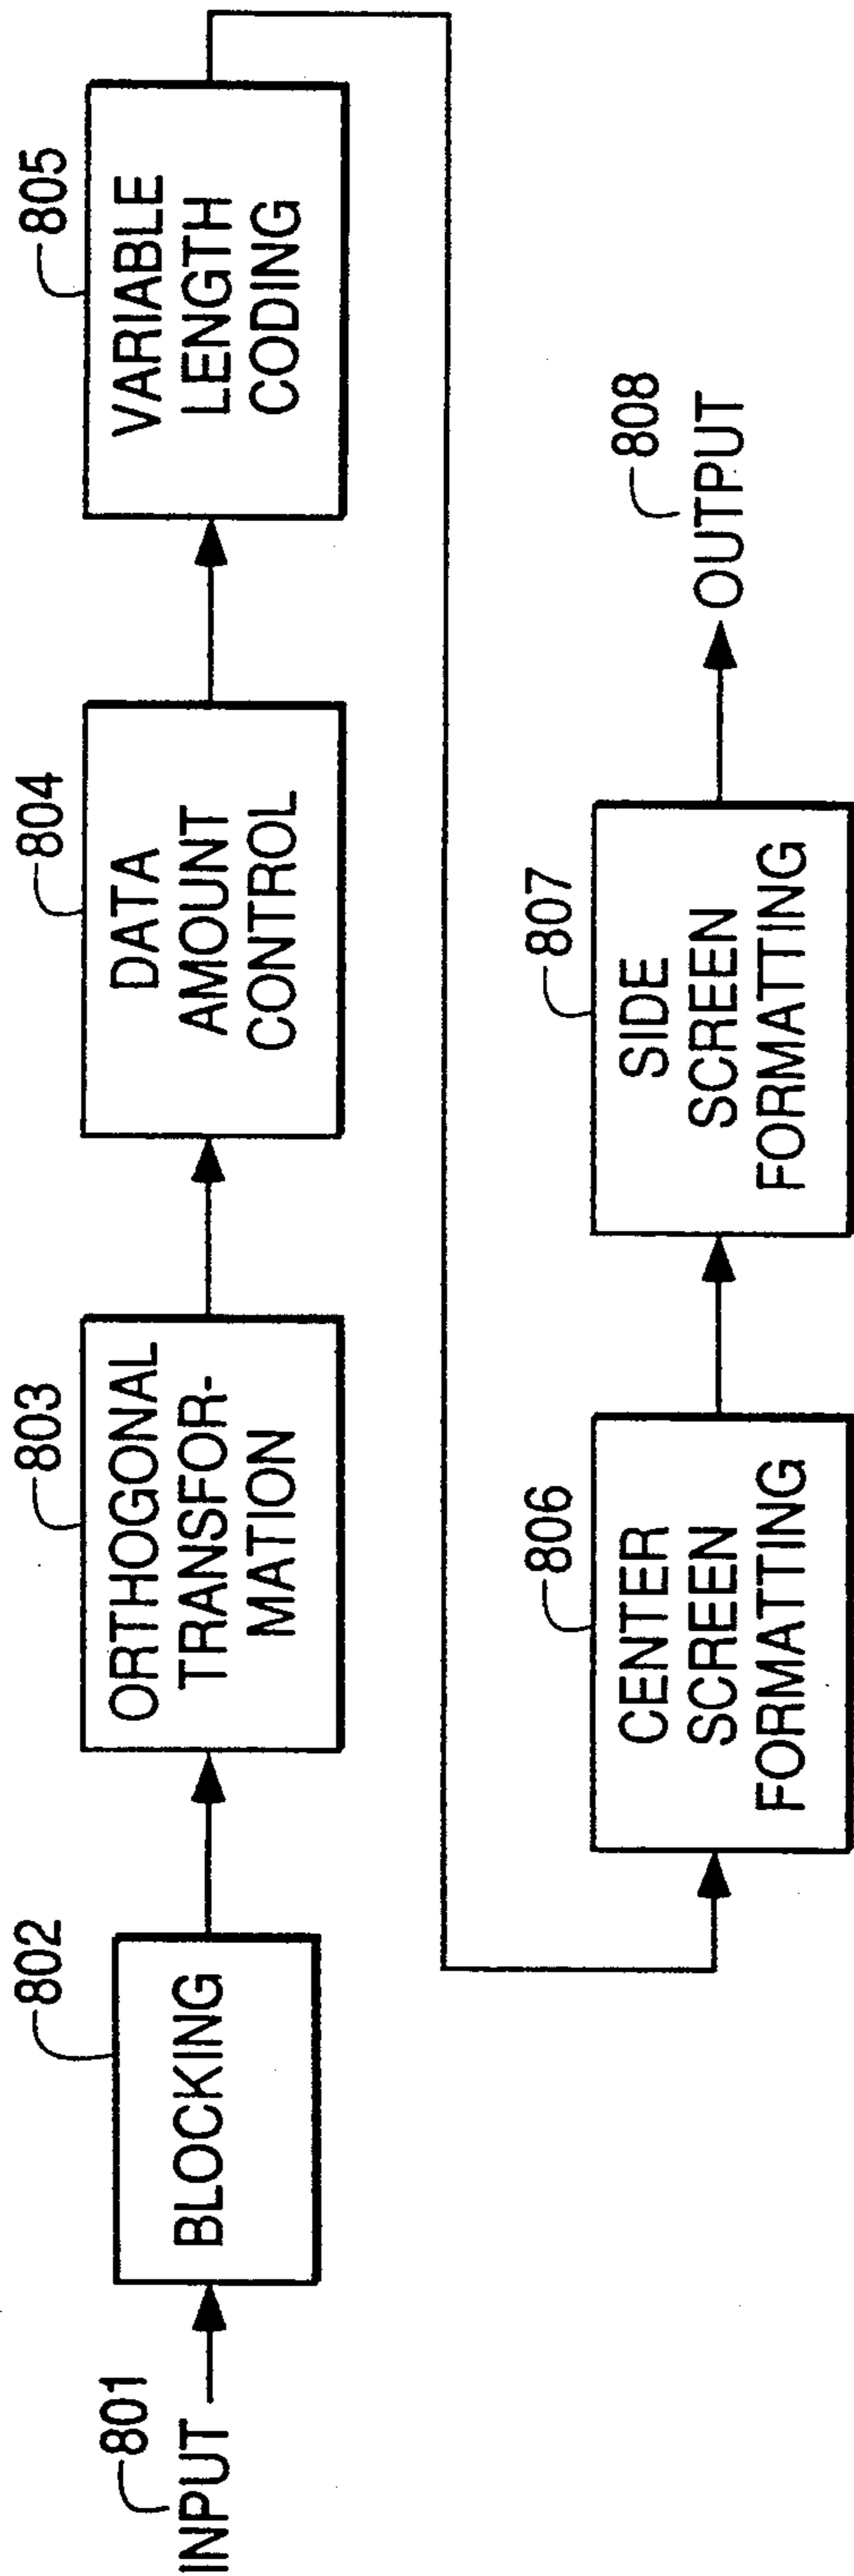 801
INPUT
802
BLOCKING
803
ORTHOGONAL
TRANSFOR-
MATION
804
DATA
AMOUNT
CONTROL
805
VARIABLE
LENGTH
CODING
806
CENTER
SCREEN
FORMATTING
807
SIDE
SCREEN
FORMATTING
808
OUTPUT